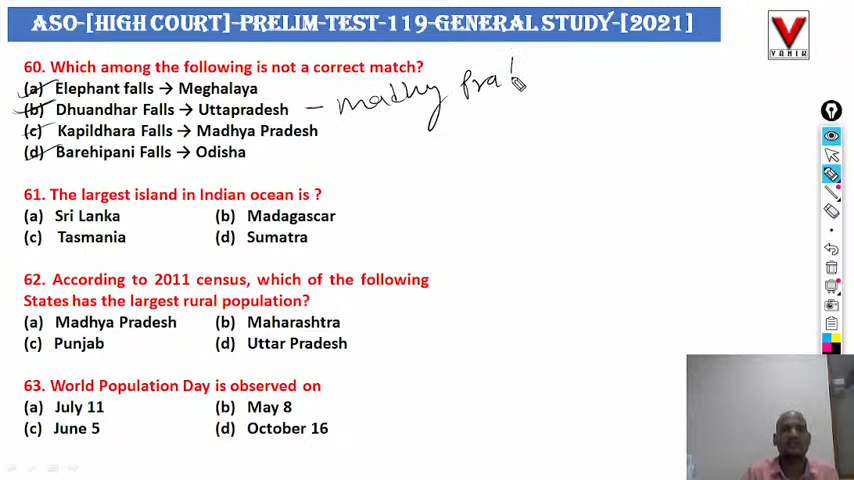 ASO-[HIGH COURT]-PRELIM-TEST-119-GENERAL STUDY-[2021]
VAMIR
60. Which among the following is not a correct match?
(a) Elephant falls → Meghalaya
(b) Dhuandhar Falls → Uttapradesh – madhy Pra
(c) Kapildhara Falls → Madhya Pradesh
(d) Barehipani Falls → Odisha
61. The largest island in Indian ocean is ?
(a) Sri Lanka (b) Madagascar
(c) Tasmania (d) Sumatra
62. According to 2011 census, which of the following
States has the largest rural population?
(a) Madhya Pradesh (b) Maharashtra
(c) Punjab (d) Uttar Pradesh
63. World Population Day is observed on
(a) July 11 (b) May 8
(c) June 5 (d) October 16